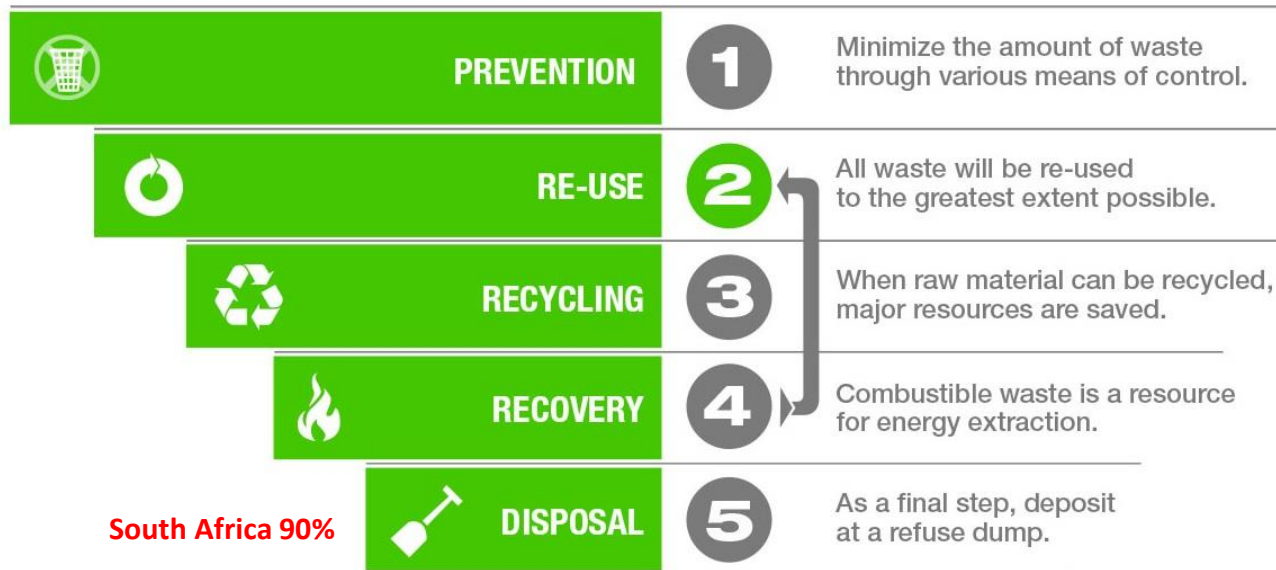 PREVENTION
1
Minimize the amount of waste
through various means of control.
RE-USE
2
All waste will be re-used
to the greatest extent possible.
RECYCLING
3
When raw material can be recycled,
major resources are saved.
RECOVERY
4
Combustible waste is a resource
for energy extraction.
South Africa 90%
DISPOSAL
5
As a final step, deposit
at a refuse dump.